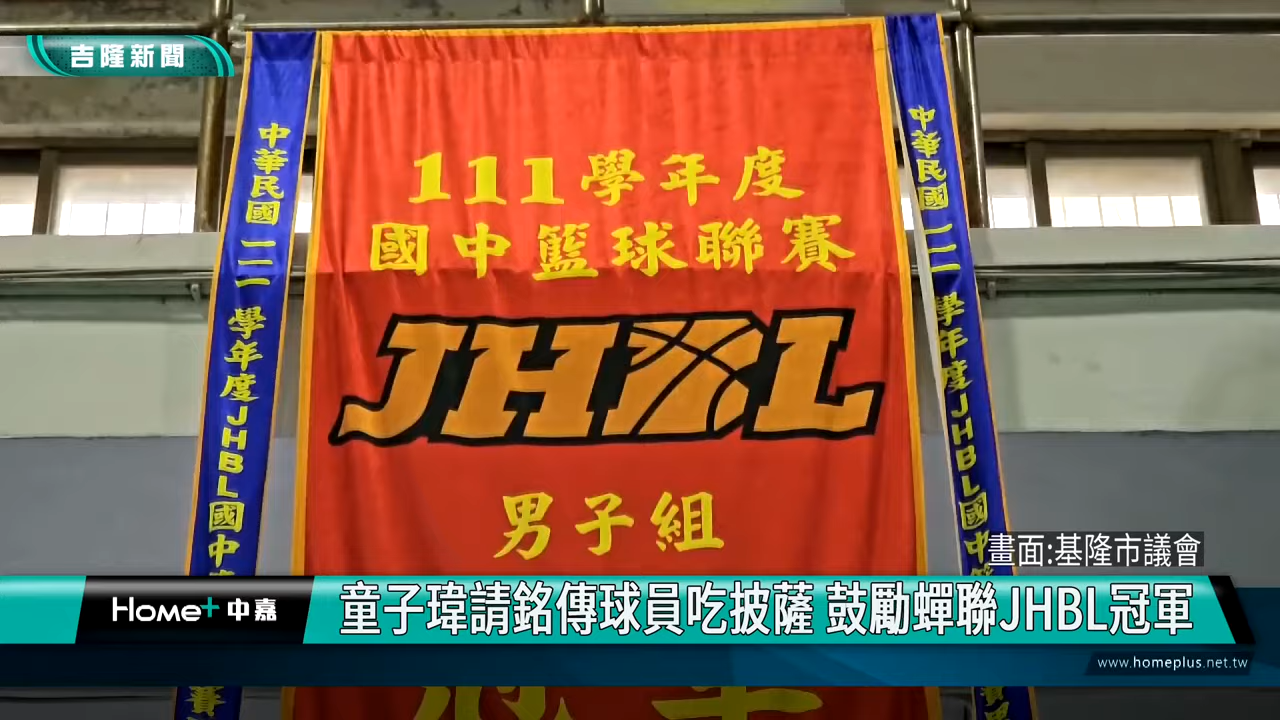 吉隆新聞
111學年度
國中籃球聯賽
JHBL
男子組
中華民國一一一學年度JHBL國中
中華民國一一一學年度JHBL國中籃
畫面:基隆市議會
Home+中嘉
童子瑋請銘傳球員吃披薩 鼓勵蟬聯JHBL冠軍
www.homeplus.net.tw